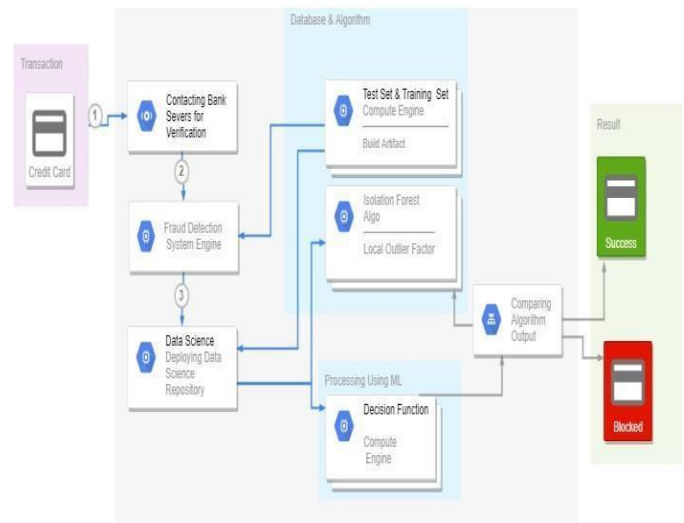 Database & Algorithm
Transaction
Credit Card
1
Contacting Bank
Severs for
Verification
2
Fraud Detection
System Engine
3
Data Science
Deploying Data
Science
Repository
Test Set & Training Set
Compute Engine
Build Artifact
Isolation Forest
Algo
Local Outlier Factor
Processing Using ML
Decision Function
Compute
Engine
Comparing
Algorithm
Output
Result
Success
Blocked